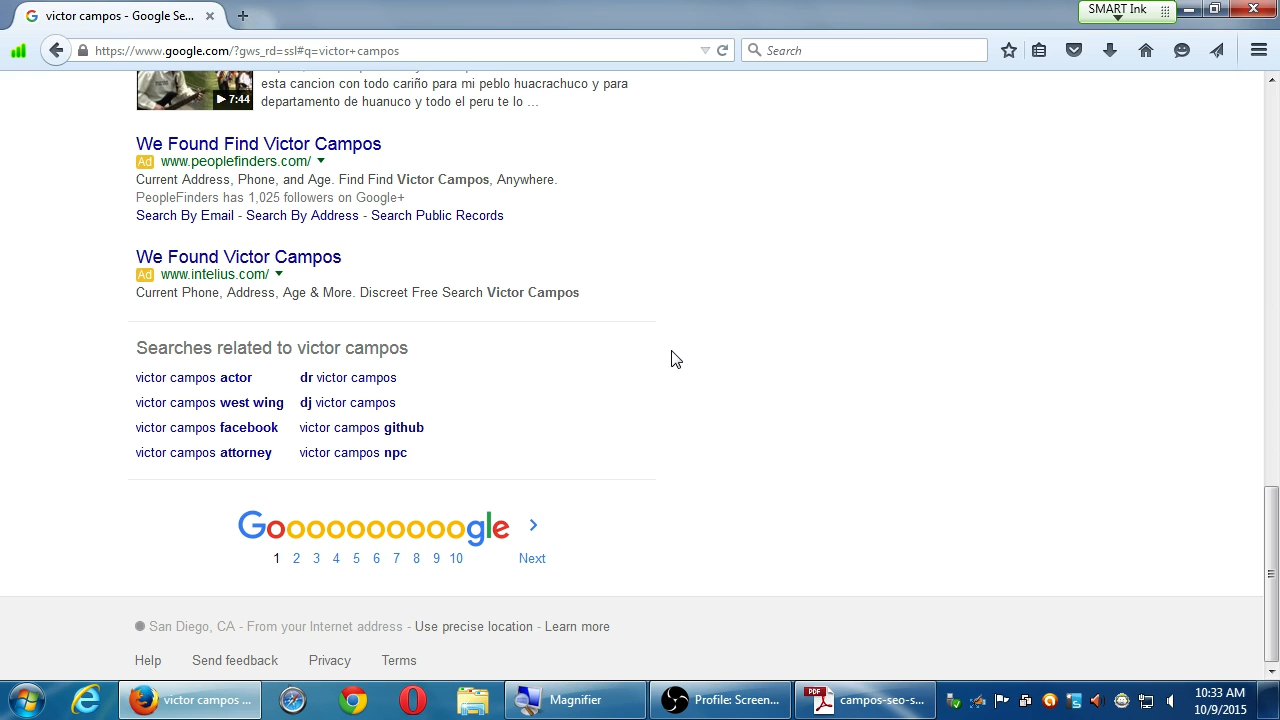 victor campos - Google Se...
SMART Ink
https://www.google.com/?gws_rd=ssl#q=victor+campos
Search
7:44
esta cancion con todo cariño para mi peblo huacrachuco y para
departamento de huanuco y todo el peru te lo ...
We Found Find Victor Campos
Ad www.peoplefinders.com/
Current Address, Phone, and Age. Find Find Victor Campos, Anywhere.
PeopleFinders has 1,025 followers on Google+
Search By Email - Search By Address - Search Public Records
We Found Victor Campos
Ad www.intelius.com/
Current Phone, Address, Age & More. Discreet Free Search Victor Campos
Searches related to victor campos
victor campos actor dr victor campos
victor campos west wing dj victor campos
victor campos facebook victor campos github
victor campos attorney victor campos npc
Goooooooooogle
1 2 3 4 5 6 7 8 9 10 Next
San Diego, CA - From your Internet address - Use precise location - Learn more
Help Send feedback Privacy Terms
victor campos ... Magnifier Profile: Screen... PDF campos-seo-s...
10:33 AM
10/9/2015